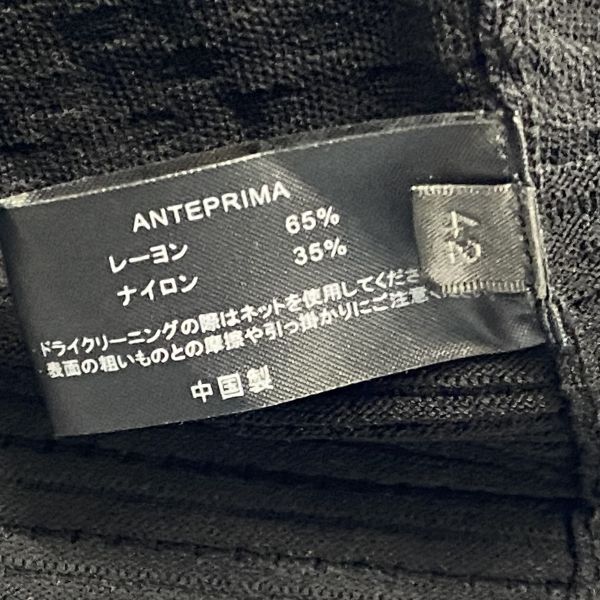 ANTEPRIMA
レーヨン 65%
ナイロン 35%
ドライクリーニングの際はネットを使用してくださ
表面の粗いものとの摩擦や引っ掛かりにご注意くださ
中国製
42